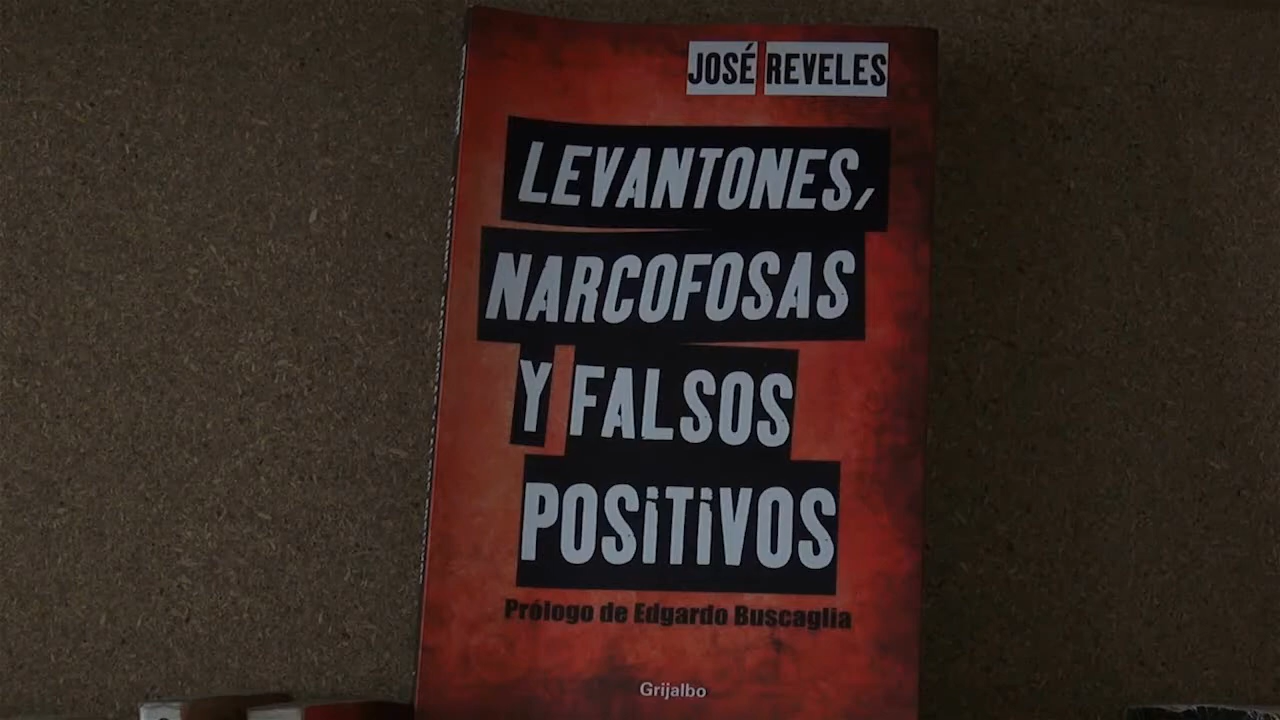 JOSÉ REVELES
LEVANTONES,
NARCOFOSAS
Y FALSOS
POSiTiVOS
Prólogo de Edgardo Buscaglia
Grijalbo